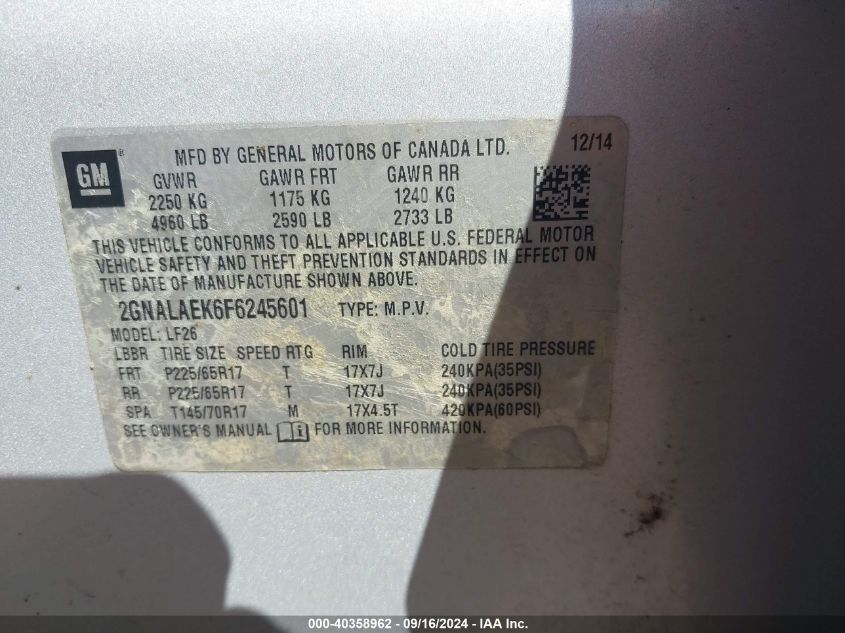 GM ® MFD BY GENERAL MOTORS OF CANADA LTD. 12/14
GVWR GAWR FRT GAWR RR
2250 KG 1175 KG 1240 KG
4960 LB 2590 LB 2733 LB
THIS VEHICLE CONFORMS TO ALL APPLICABLE U.S. FEDERAL MOTOR
VEHICLE SAFETY AND THEFT PREVENTION STANDARDS IN EFFECT ON
THE DATE OF MANUFACTURE SHOWN ABOVE.
2GNALAEK6F6245601 TYPE: M.P.V.
MODEL: LF26
LBBR TIRE SIZE SPEED RTG RIM COLD TIRE PRESSURE
FRT P225/65R17 T 17X7J 240KPA(35PSI)
RR P225/65R17 T 17X7J 240KPA(35PSI)
SPA T145/70R17 M 17X4.5T 420KPA(60PSI)
SEE OWNER'S MANUAL FOR MORE INFORMATION.
000-40358962 - 09/16/2024 - IAA Inc.